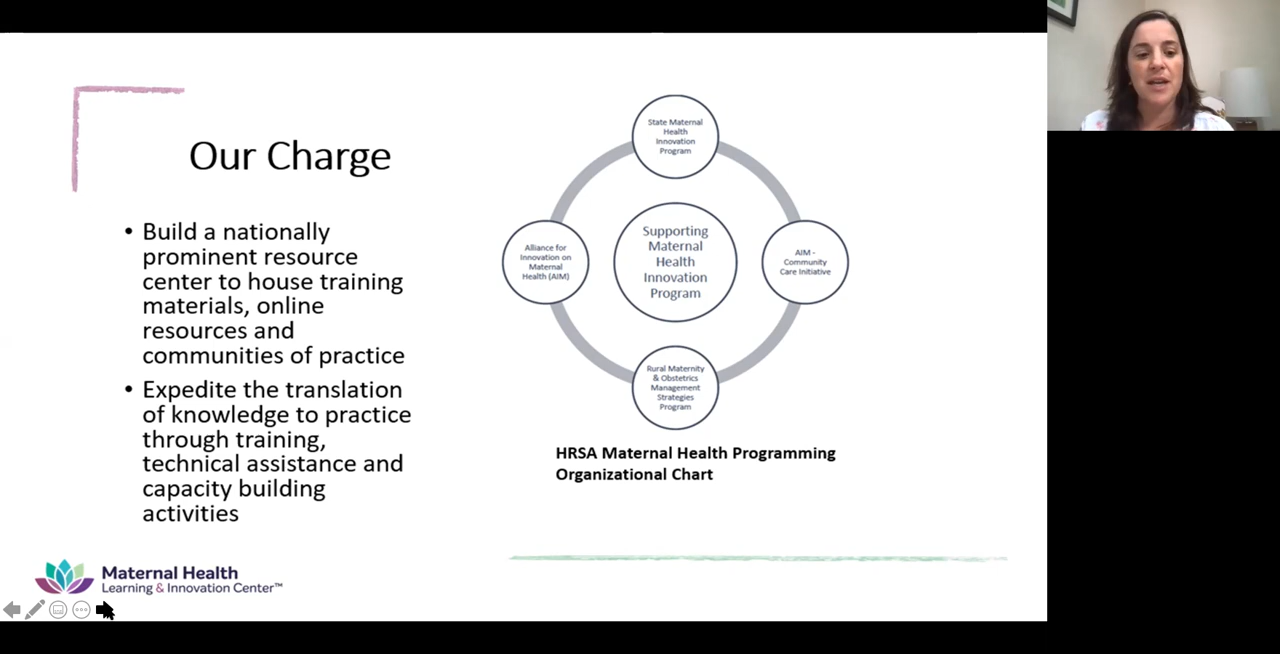 Our Charge
• Build a nationally
prominent resource
center to house training
materials, online
resources and
communities of practice
• Expedite the translation
of knowledge to practice
through training,
technical assistance and
capacity building
activities
State Maternal
Health
Innovation
Program
Alliance for
Innovation on
Maternal
Health (AIM)
Supporting
Maternal
Health
Innovation
Program
AIM -
Community
Care Initiative
Rural Maternity
& Obstetrics
Management
Strategies
Program
HRSA Maternal Health Programming
Organizational Chart
Maternal Health
Learning & Innovation Center™